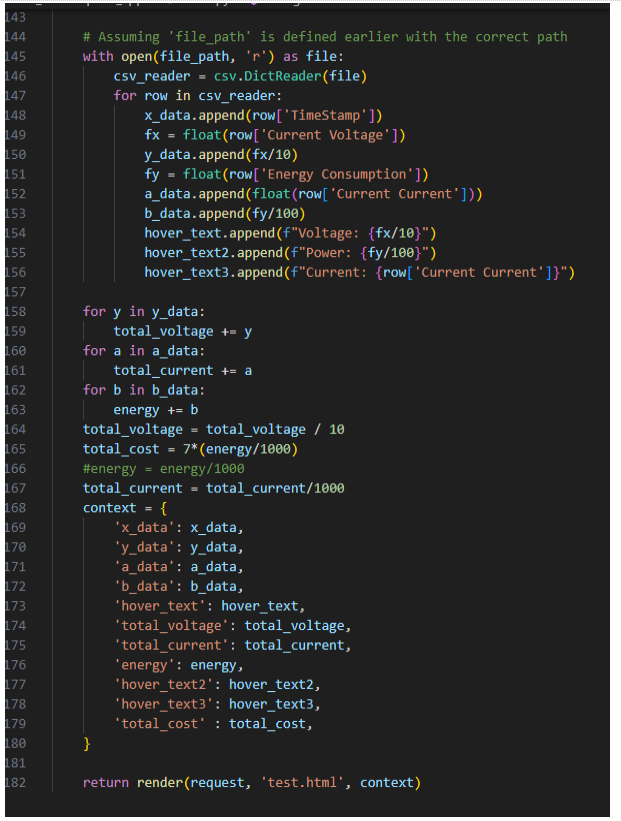 143
144 # Assuming 'file_path' is defined earlier with the correct path
145 with open(file_path, 'r') as file:
146 csv_reader = csv.DictReader(file)
147 for row in csv_reader:
148 x_data.append(row['TimeStamp'])
149 fx = float(row['Current Voltage'])
150 y_data.append(fx/10)
151 fy = float(row['Energy Consumption'])
152 a_data.append(float(row['Current Current']))
153 b_data.append(fy/100)
154 hover_text.append(f"Voltage: {fx/10}")
155 hover_text2.append(f"Power: {fy/100}")
156 hover_text3.append(f"Current: {row['Current Current']}")
157
158 for y in y_data:
159 total_voltage += y
160 for a in a_data:
161 total_current += a
162 for b in b_data:
163 energy += b
164 total_voltage = total_voltage / 10
165 total_cost = 7*(energy/1000)
166 #energy = energy/1000
167 total_current = total_current/1000
168 context = {
169 'x_data': x_data,
170 'y_data': y_data,
171 'a_data': a_data,
172 'b_data': b_data,
173 'hover_text': hover_text,
174 'total_voltage': total_voltage,
175 'total_current': total_current,
176 'energy': energy,
177 'hover_text2': hover_text2,
178 'hover_text3': hover_text3,
179 'total_cost' : total_cost,
180 }
181
182 return render(request, 'test.html', context)